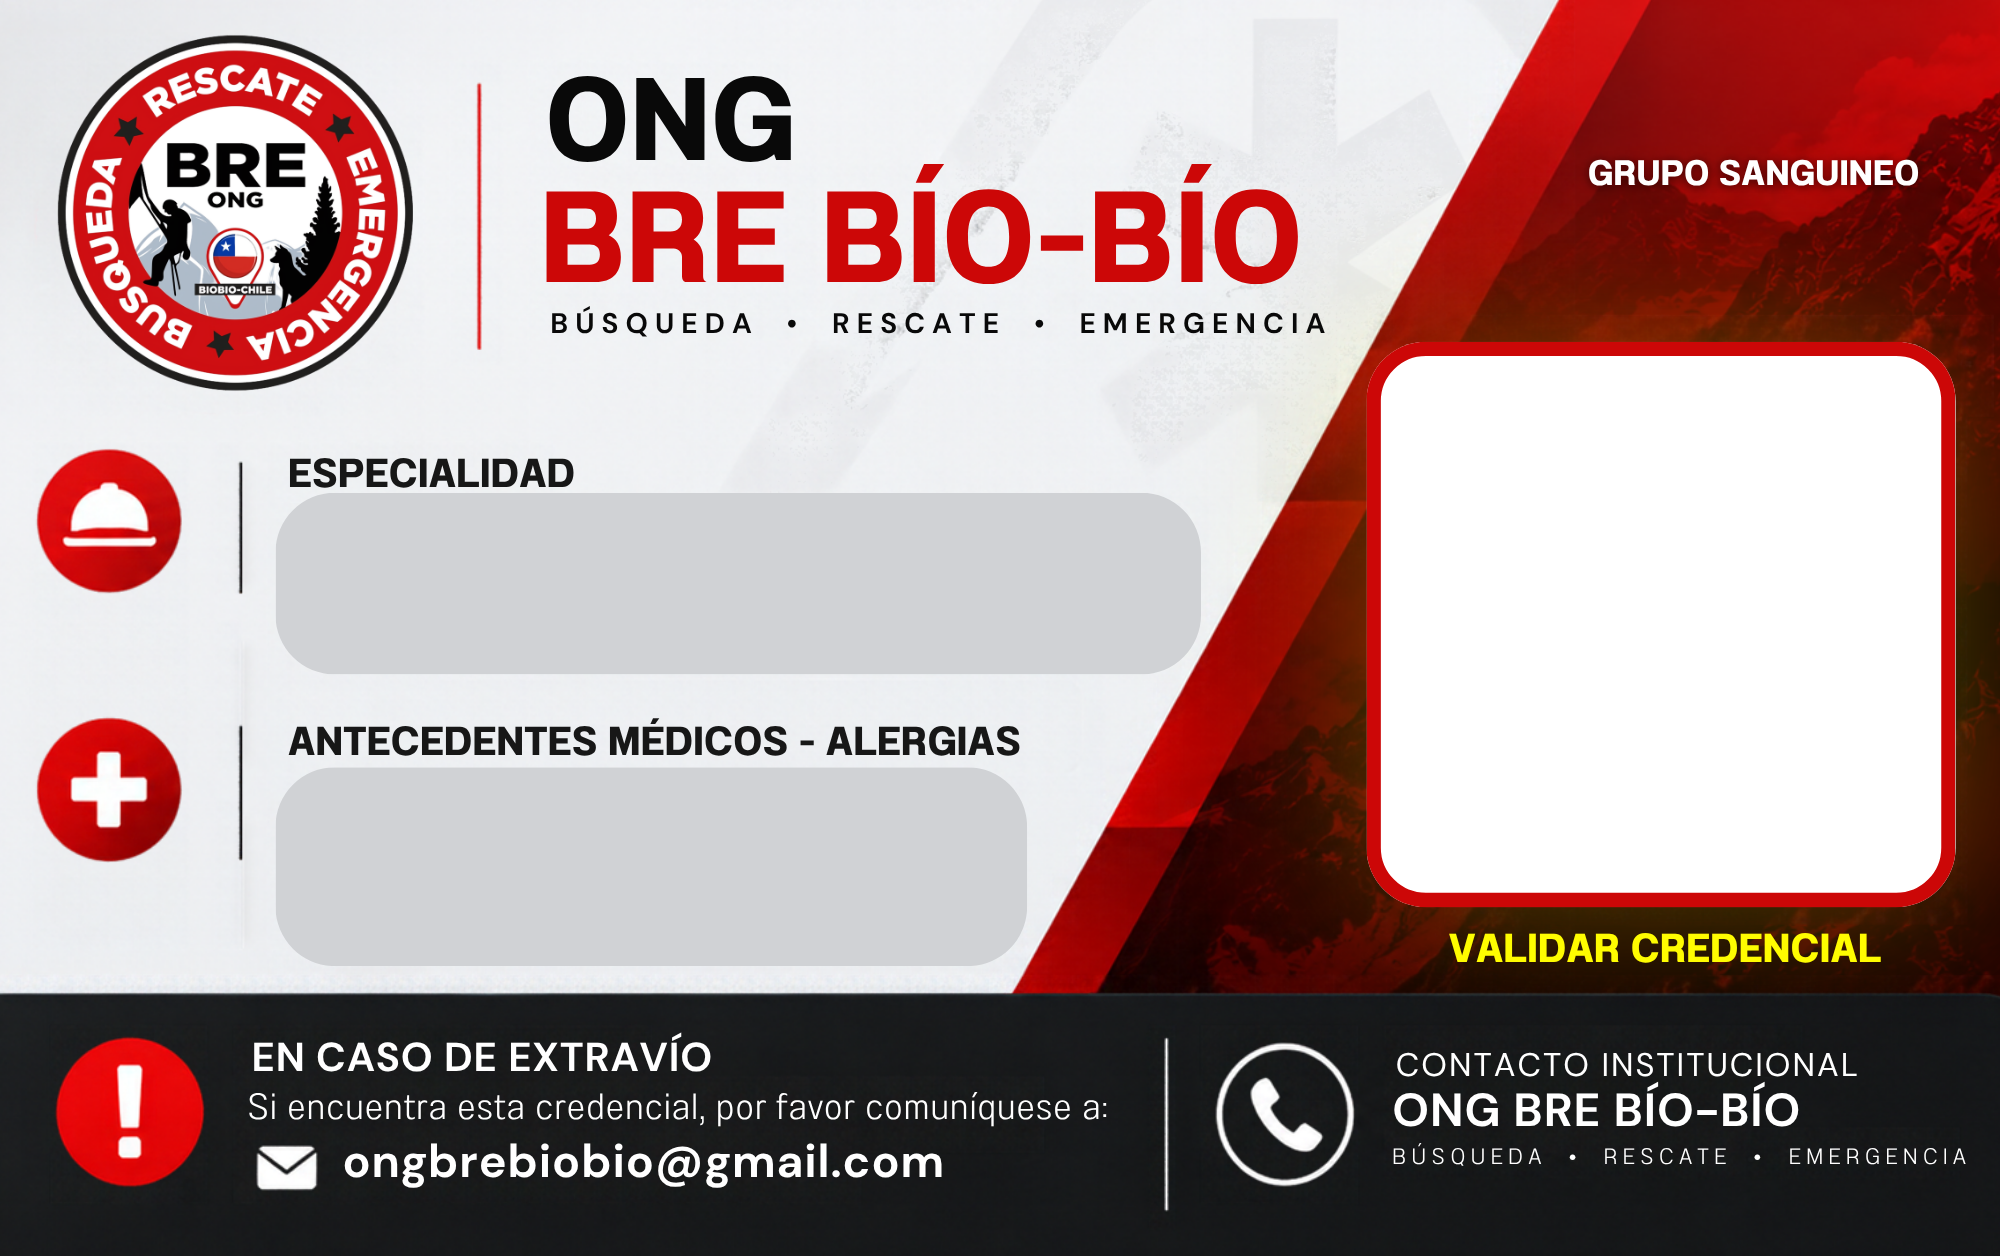 RESCATE
EMERGENCIA
BUSQUEDA
BRE
ONG
BIOBIO-CHILE
ONG
BRE BÍO-BÍO
BÚSQUEDA • RESCATE • EMERGENCIA
GRUPO SANGUINEO
ESPECIALIDAD
ANTECEDENTES MÉDICOS - ALERGIAS
VALIDAR CREDENCIAL
EN CASO DE EXTRAVÍO
Si encuentra esta credencial, por favor comuníquese a:
ongbrebiobio@gmail.com
CONTACTO INSTITUCIONAL
ONG BRE BÍO-BÍO
BÚSQUEDA • RESCATE • EMERGENCIA